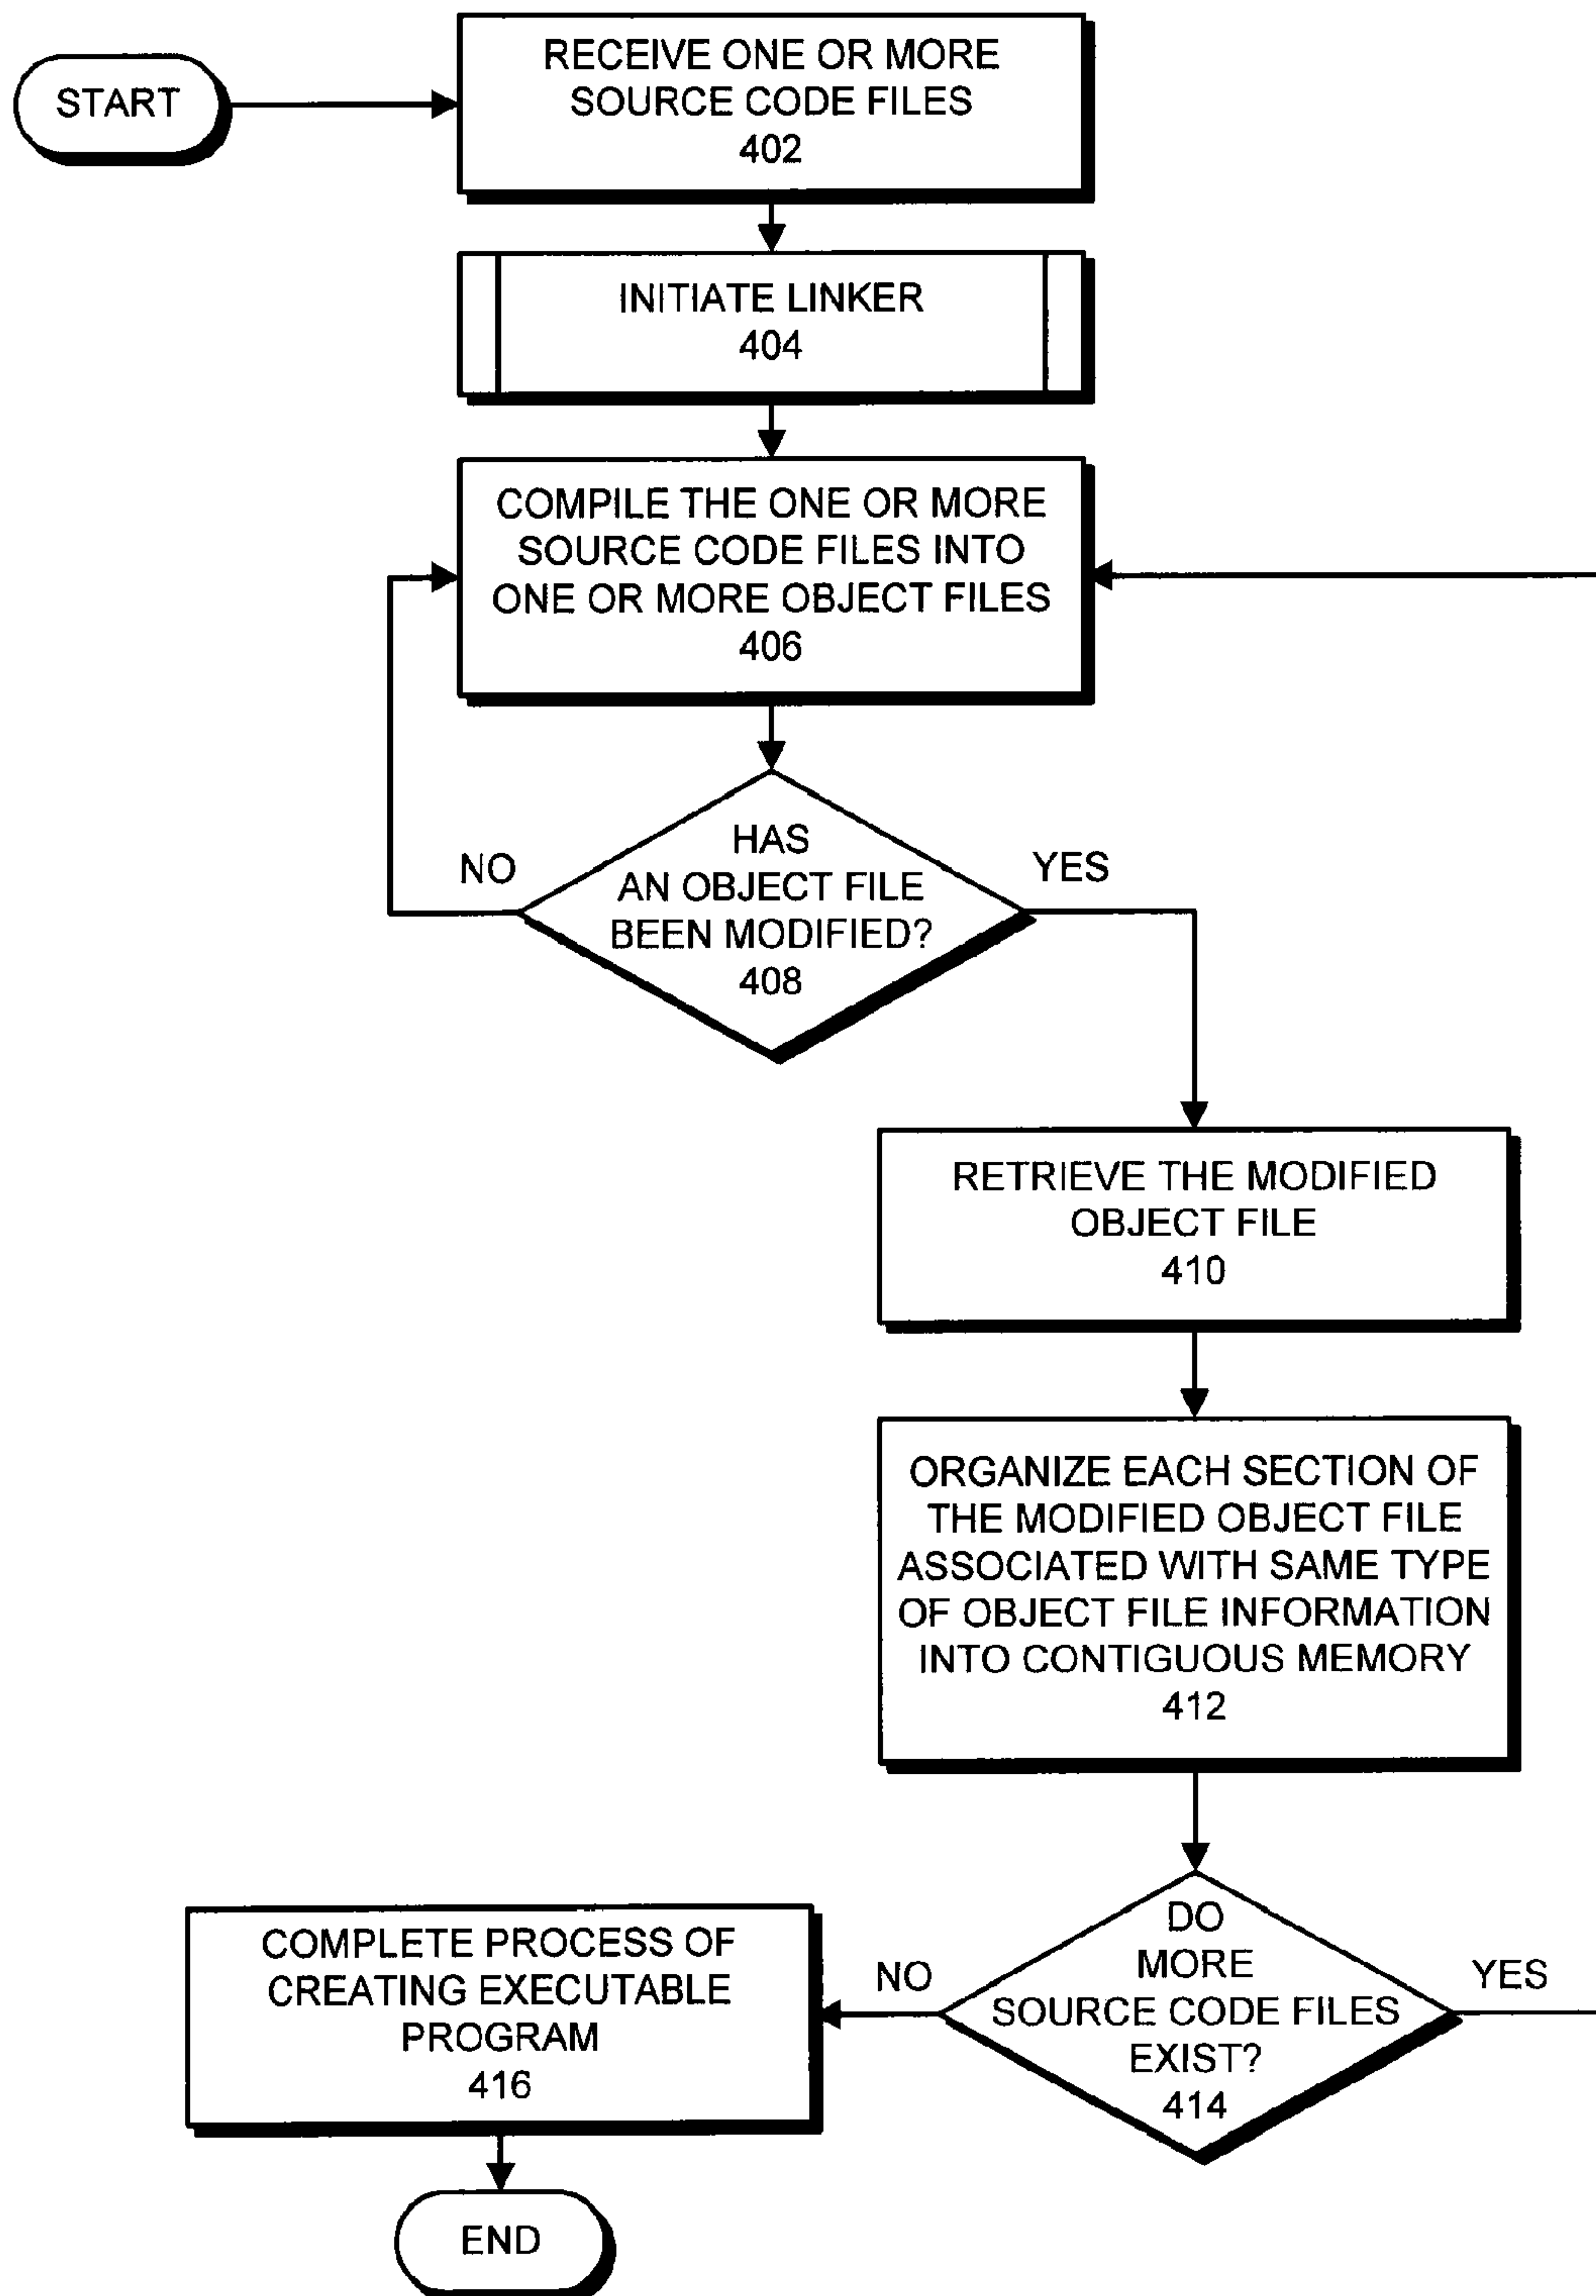 START
RECEIVE ONE OR MORE
SOURCE CODE FILES
402
INITIATE LINKER
404
COMPILE THE ONE OR MORE
SOURCE CODE FILES INTO
ONE OR MORE OBJECT FILES
406
HAS
AN OBJECT FILE
BEEN MODIFIED?
408
NO
YES
RETRIEVE THE MODIFIED
OBJECT FILE
410
ORGANIZE EACH SECTION OF
THE MODIFIED OBJECT FILE
ASSOCIATED WITH SAME TYPE
OF OBJECT FILE INFORMATION
INTO CONTIGUOUS MEMORY
412
DO
MORE
SOURCE CODE FILES
EXIST?
414
NO
YES
COMPLETE PROCESS OF
CREATING EXECUTABLE
PROGRAM
416
END